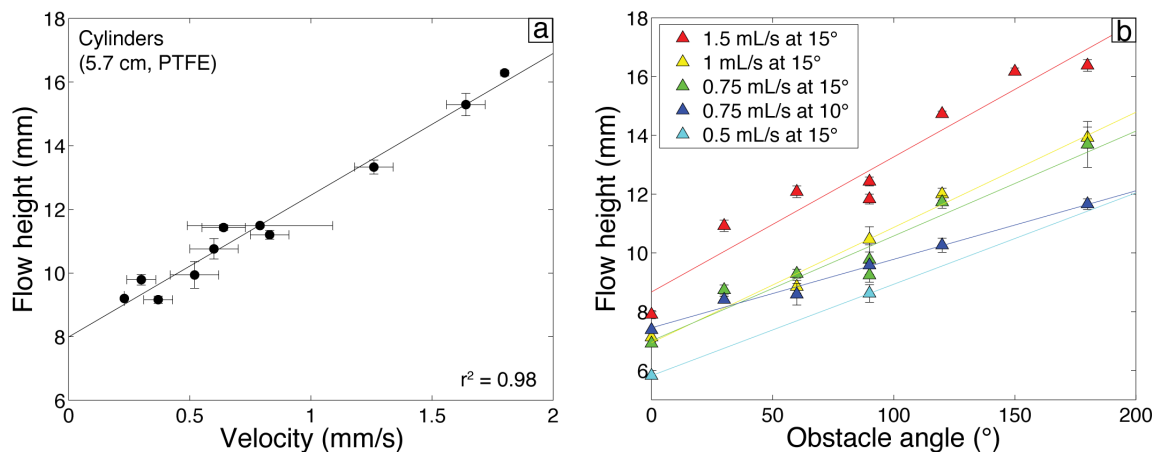 a
Cylinders
(5.7 cm, PTFE)
r² = 0.98
Flow height (mm)
18
16
14
12
10
8
6
0
0.5
1
1.5
2
Velocity (mm/s)
b
1.5 mL/s at 15°
1 mL/s at 15°
0.75 mL/s at 15°
0.75 mL/s at 10°
0.5 mL/s at 15°
Flow height (mm)
18
16
14
12
10
8
6
0
50
100
150
200
Obstacle angle (°)